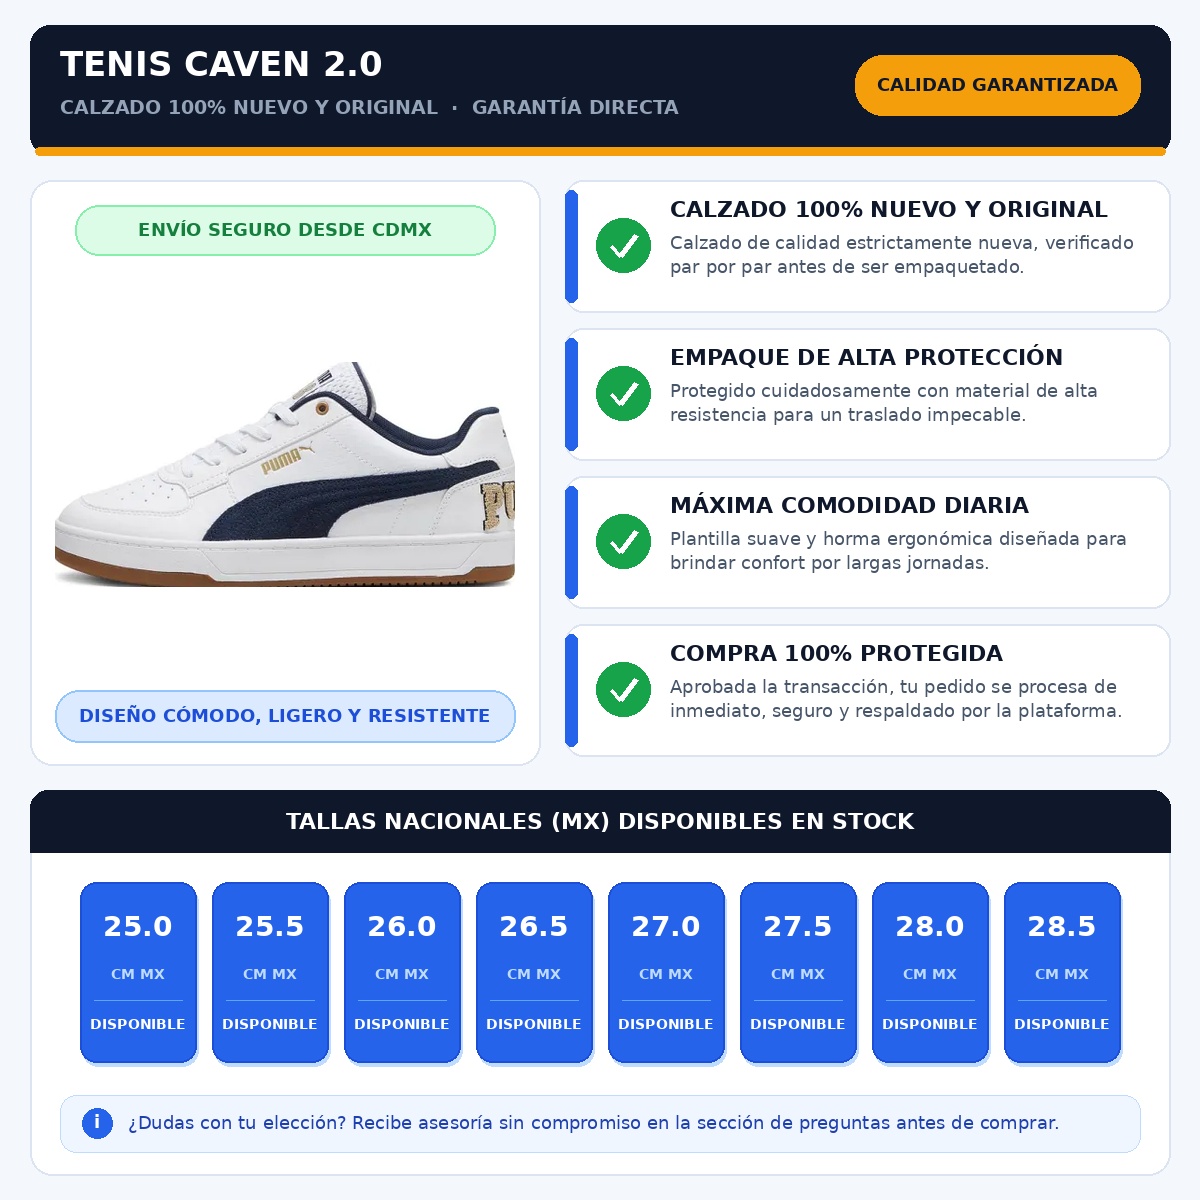 TENIS CAVEN 2.0
CALZADO 100% NUEVO Y ORIGINAL · GARANTÍA DIRECTA
CALIDAD GARANTIZADA
ENVÍO SEGURO DESDE CDMX
PUMA
PU
DISEÑO CÓMODO, LIGERO Y RESISTENTE
CALZADO 100% NUEVO Y ORIGINAL
Calzado de calidad estrictamente nueva, verificado
par por par antes de ser empaquetado.
EMPAQUE DE ALTA PROTECCIÓN
Protegido cuidadosamente con material de alta
resistencia para un traslado impecable.
MÁXIMA COMODIDAD DIARIA
Plantilla suave y horma ergonómica diseñada para
brindar confort por largas jornadas.
COMPRA 100% PROTEGIDA
Aprobada la transacción, tu pedido se procesa de
inmediato, seguro y respaldado por la plataforma.
TALLAS NACIONALES (MX) DISPONIBLES EN STOCK
25.0 25.5 26.0 26.5 27.0 27.5 28.0 28.5
CM MX CM MX CM MX CM MX CM MX CM MX CM MX CM MX
DISPONIBLE DISPONIBLE DISPONIBLE DISPONIBLE DISPONIBLE DISPONIBLE DISPONIBLE DISPONIBLE
i ¿Dudas con tu elección? Recibe asesoría sin compromiso en la sección de preguntas antes de comprar.